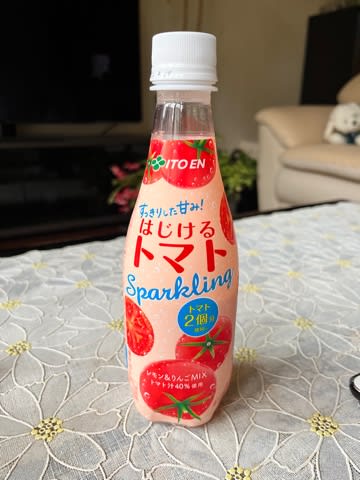 ITO EN
すっきりした甘み!
はじける
トマト
Sparkling
トマト
2個分
使用
レモン&りんごMIX
トマト汁40%使用